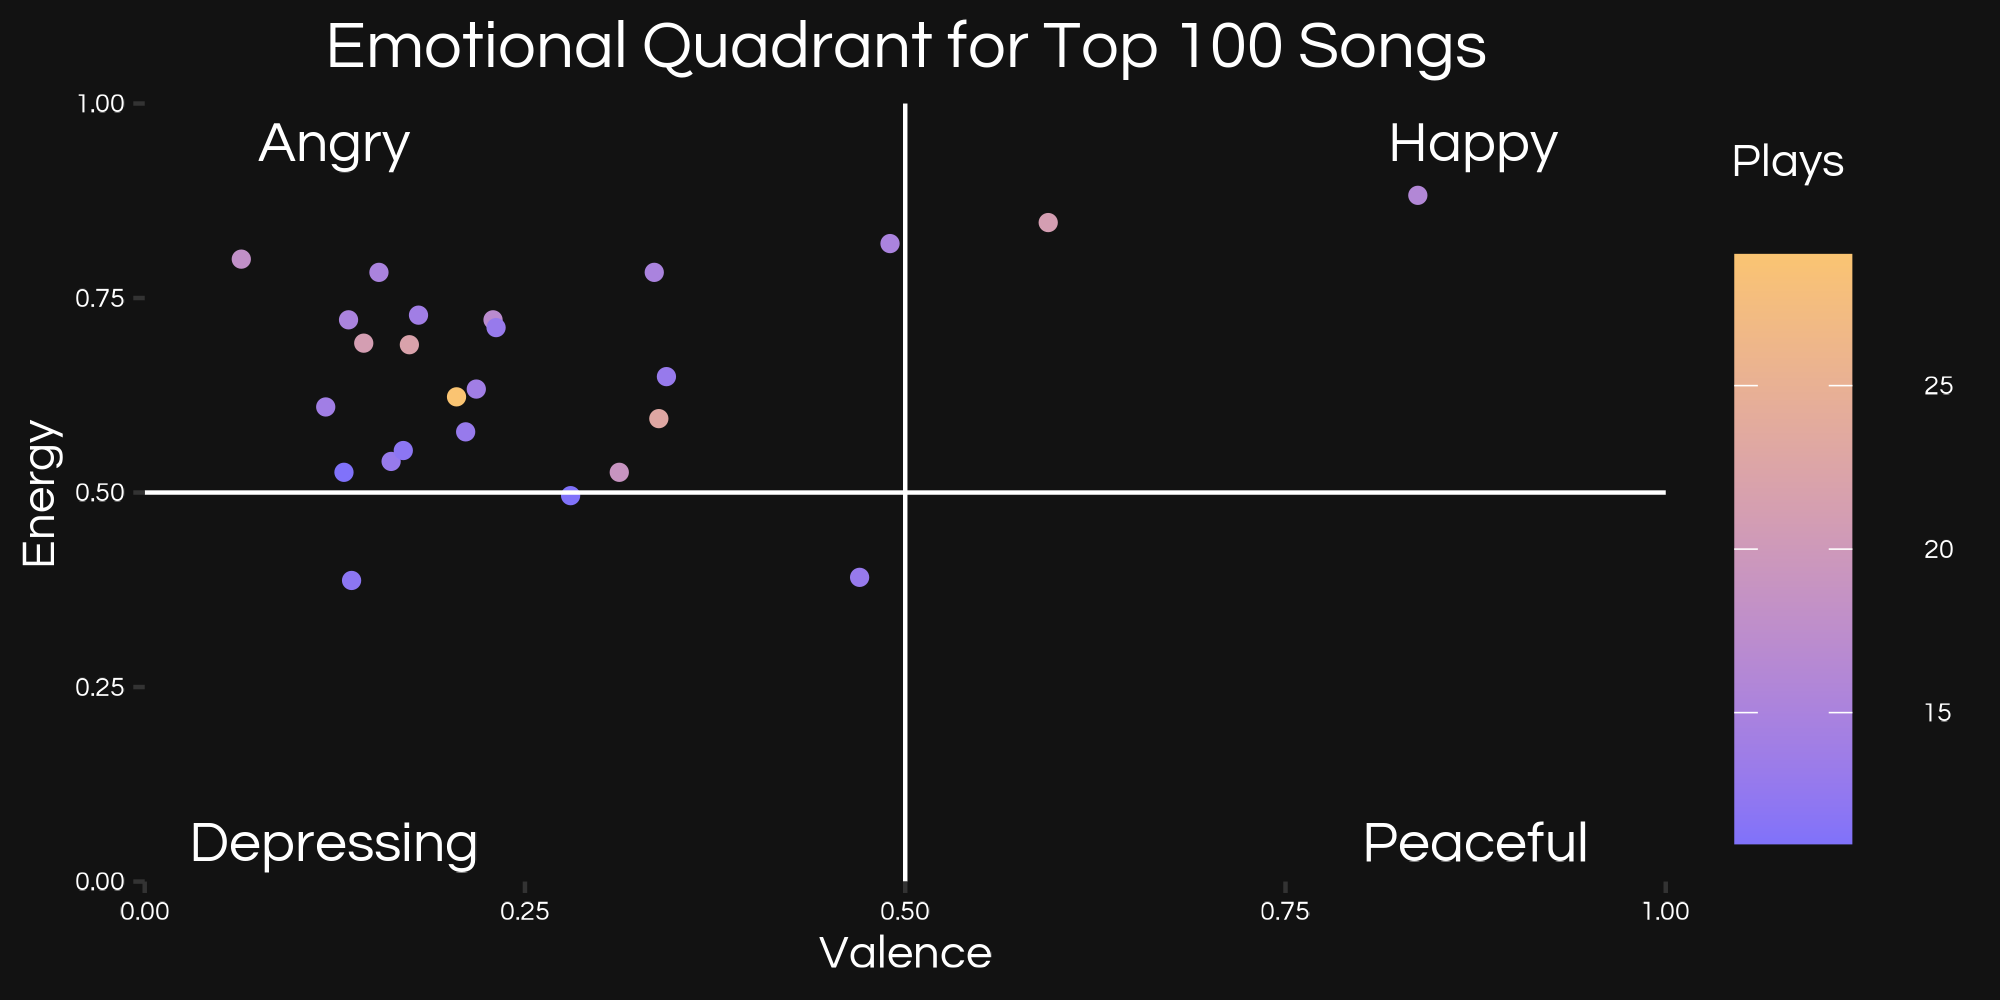 Emotional Quadrant for Top 100 Songs
1.00
Angry
Happy
Plays
0.75
25
Energy
0.50
20
0.25
15
Depressing
Peaceful
0.00
0.00
0.25
0.50
0.75
1.00
Valence